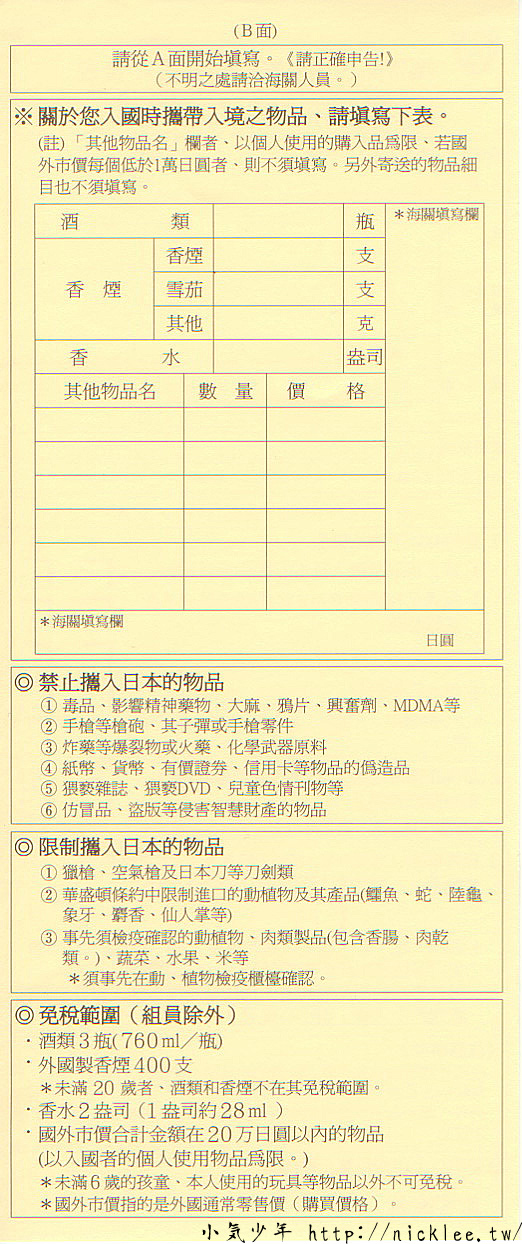 (B面)
請從A面開始填寫。《請正確申告!》
(不明之處請洽海關人員。)
※ 關於您入國時攜帶入境之物品、請填寫下表。
(註)「其他物品名」欄者、以個人使用的購入品爲限、若國
外市價每個低於1萬日圓者、則不須填寫。另外寄送的物品細
目也不須填寫。
酒 類 瓶 *海關填寫欄
香煙 支
香 煙 雪茄 支
其他 克
香 水 盎司
其他物品名 數 量 價 格
*海關填寫欄
日圓
◎ 禁止攜入日本的物品
① 毒品、影響精神藥物、大麻、鴉片、興奮劑、MDMA等
② 手槍等槍砲、其子彈或手槍零件
③ 炸藥等爆裂物或火藥、化學武器原料
④ 紙幣、貨幣、有價證券、信用卡等物品的僞造品
⑤ 猥褻雜誌、猥褻DVD、兒童色情刊物等
⑥ 仿冒品、盜版等侵害智慧財產的物品
◎ 限制攜入日本的物品
① 獵槍、空氣槍及日本刀等刀劍類
② 華盛頓條約中限制進口的動植物及其產品(鱷魚、蛇、陸龜、
象牙、麝香、仙人掌等)
③ 事先須檢疫確認的動植物、肉類製品(包含香腸、肉乾
類。)、蔬菜、水果、米等
*須事先在動、植物檢疫櫃檯確認。
◎ 免稅範圍（組員除外）
・酒類3瓶(760ml／瓶)
・外國製香煙400支
*未滿 20 歲者、酒類和香煙不在其免稅範圍。
・香水2盎司（1盎司約28ml ）
・國外市價合計金額在20万日圓以內的物品
(以入國者的個人使用物品爲限。)
*未滿6歲的孩童、本人使用的玩具等物品以外不可免稅。
*國外市價指的是外國通常零售價（購買價格）。
小氣少年 http://nicklee.tw/